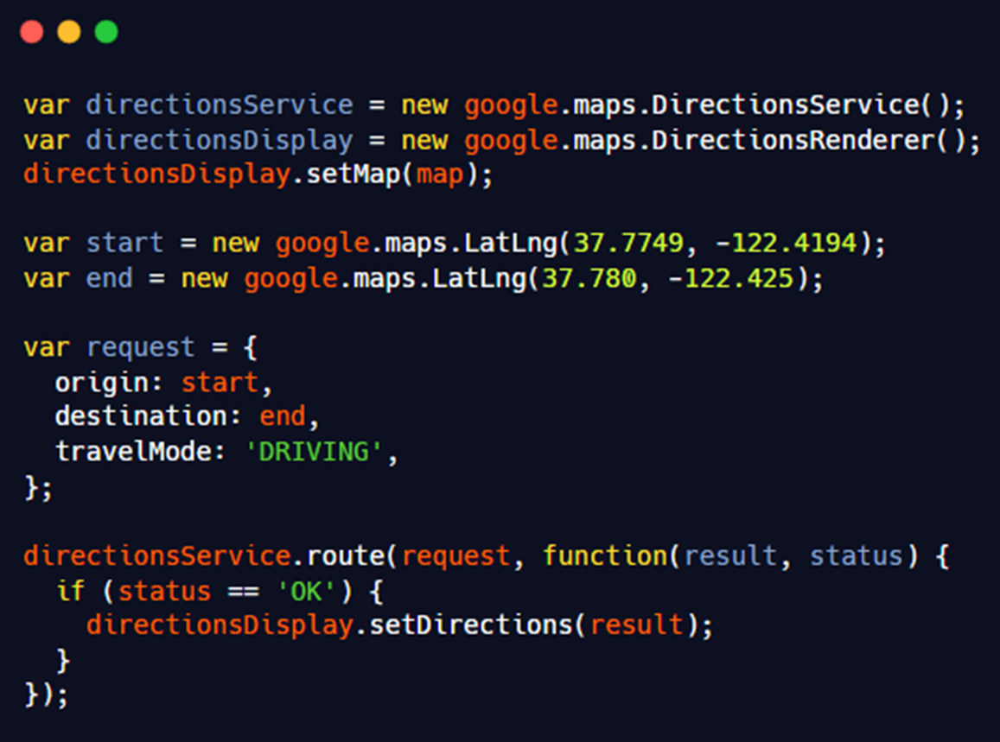 var directionsService = new google.maps.DirectionsService();
var directionsDisplay = new google.maps.DirectionsRenderer();
directionsDisplay.setMap(map);

var start = new google.maps.LatLng(37.7749, -122.4194);
var end = new google.maps.LatLng(37.780, -122.425);

var request = {
  origin: start,
  destination: end,
  travelMode: 'DRIVING',
};

directionsService.route(request, function(result, status) {
  if (status == 'OK') {
    directionsDisplay.setDirections(result);
  }
});